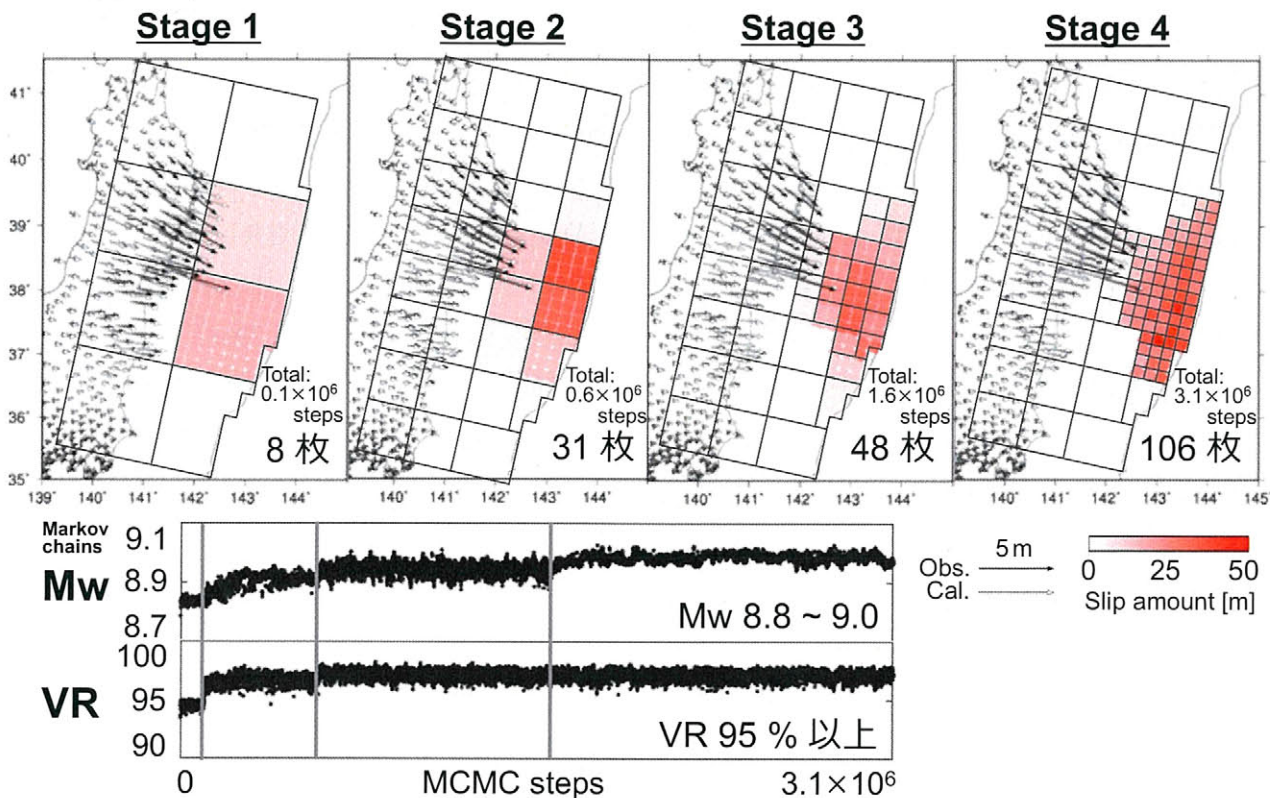 Stage 1
Stage 2
Stage 3
Stage 4
41°
40°
39°
38°
37°
36°
35°
Total:
0.1×10⁶
steps
8 枚
Total:
0.6×10⁶
steps
31 枚
Total:
1.6×10⁶
steps
48 枚
Total:
3.1×10⁶
steps
106 枚
139° 140° 141° 142° 143° 144°
140° 141° 142° 143° 144°
140° 141° 142° 143° 144°
140° 141° 142° 143° 144° 145°
Markov
chains
Mw
9.1
8.9
8.7
Mw 8.8 ~ 9.0
VR
100
95
90
VR 95 % 以上
0
MCMC steps
3.1×10⁶
5 m
Obs.
Cal.
0 25 50
Slip amount [m]